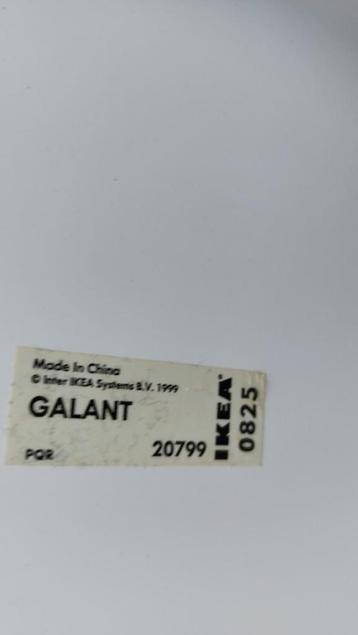 Made In China
© Inter IKEA Systems B.V. 1999
GALANT
PQR
20799
IKEA
0825